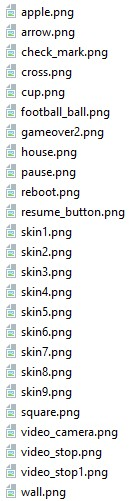 apple.png
arrow.png
check_mark.png
cross.png
cup.png
football_ball.png
gameover2.png
house.png
pause.png
reboot.png
resume_button.png
skin1.png
skin2.png
skin3.png
skin4.png
skin5.png
skin6.png
skin7.png
skin8.png
skin9.png
square.png
video_camera.png
video_stop.png
video_stop1.png
wall.png